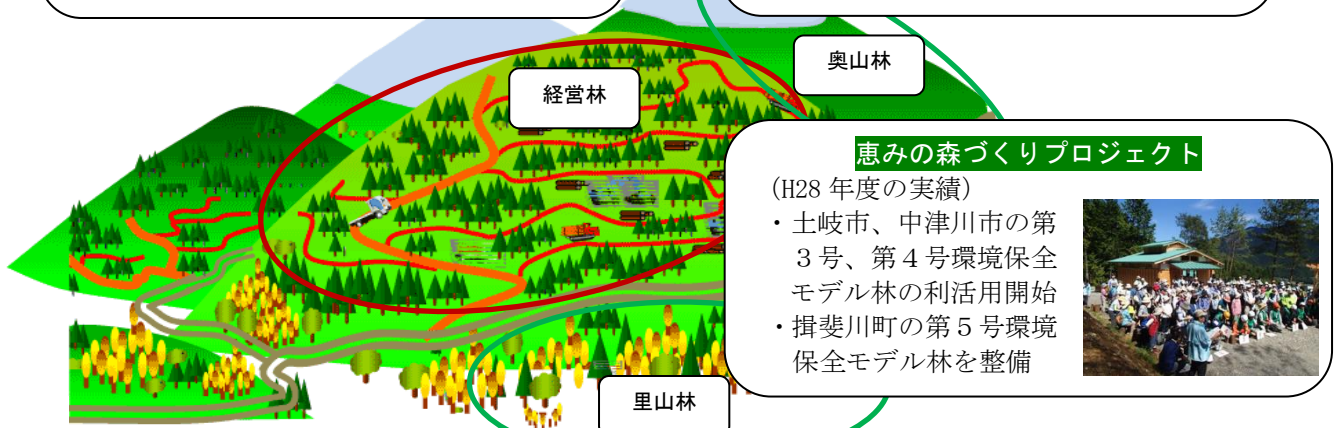 奥山林
経営林
恵みの森づくりプロジェクト
(H28 年度の実績)
・土岐市、中津川市の第
３号、第４号環境保全
モデル林の利活用開始
・揖斐川町の第５号環境
保全モデル林を整備
里山林